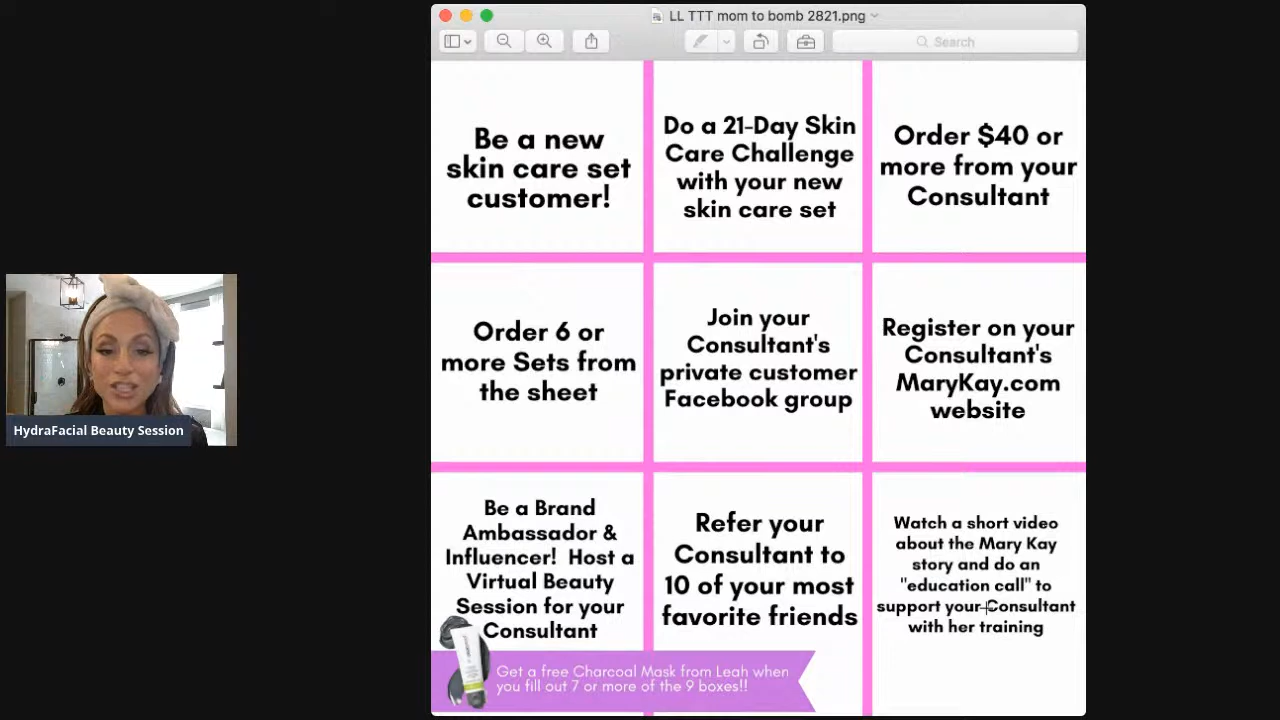 LL TTT mom to bomb 2821.png
Search
Be a new
skin care set
customer!
Do a 21-Day Skin
Care Challenge
with your new
skin care set
Order $40 or
more from your
Consultant
Order 6 or
more Sets from
the sheet
Join your
Consultant's
private customer
Facebook group
Register on your
Consultant's
MaryKay.com
website
Be a Brand
Ambassador &
Influencer! Host a
Virtual Beauty
Session for your
Consultant
Refer your
Consultant to
10 of your most
favorite friends
Watch a short video
about the Mary Kay
story and do an
"education call" to
support your Consultant
with her training
Get a free Charcoal Mask from Leah when
you fill out 7 or more of the 9 boxes!!
HydraFacial Beauty Session